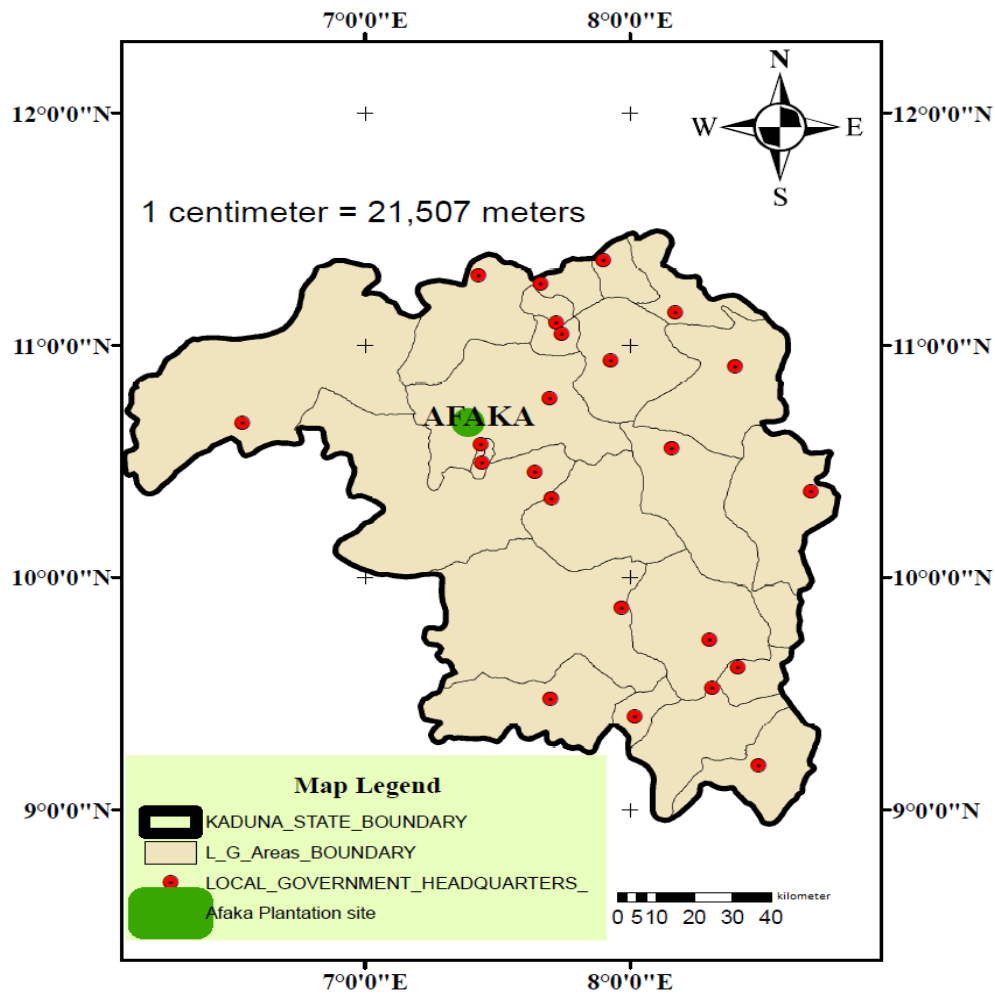 7°0'0"E 8°0'0"E
N
12°0'0"N 12°0'0"N
W E
S
1 centimeter = 21,507 meters
11°0'0"N 11°0'0"N
AFAKA
10°0'0"N 10°0'0"N
Map Legend
9°0'0"N 9°0'0"N
KADUNA_STATE_BOUNDARY
L_G_Areas_BOUNDARY
LOCAL_GOVERNMENT_HEADQUARTERS_
kilometer
Afaka Plantation site
0 5 10 20 30 40
7°0'0"E 8°0'0"E